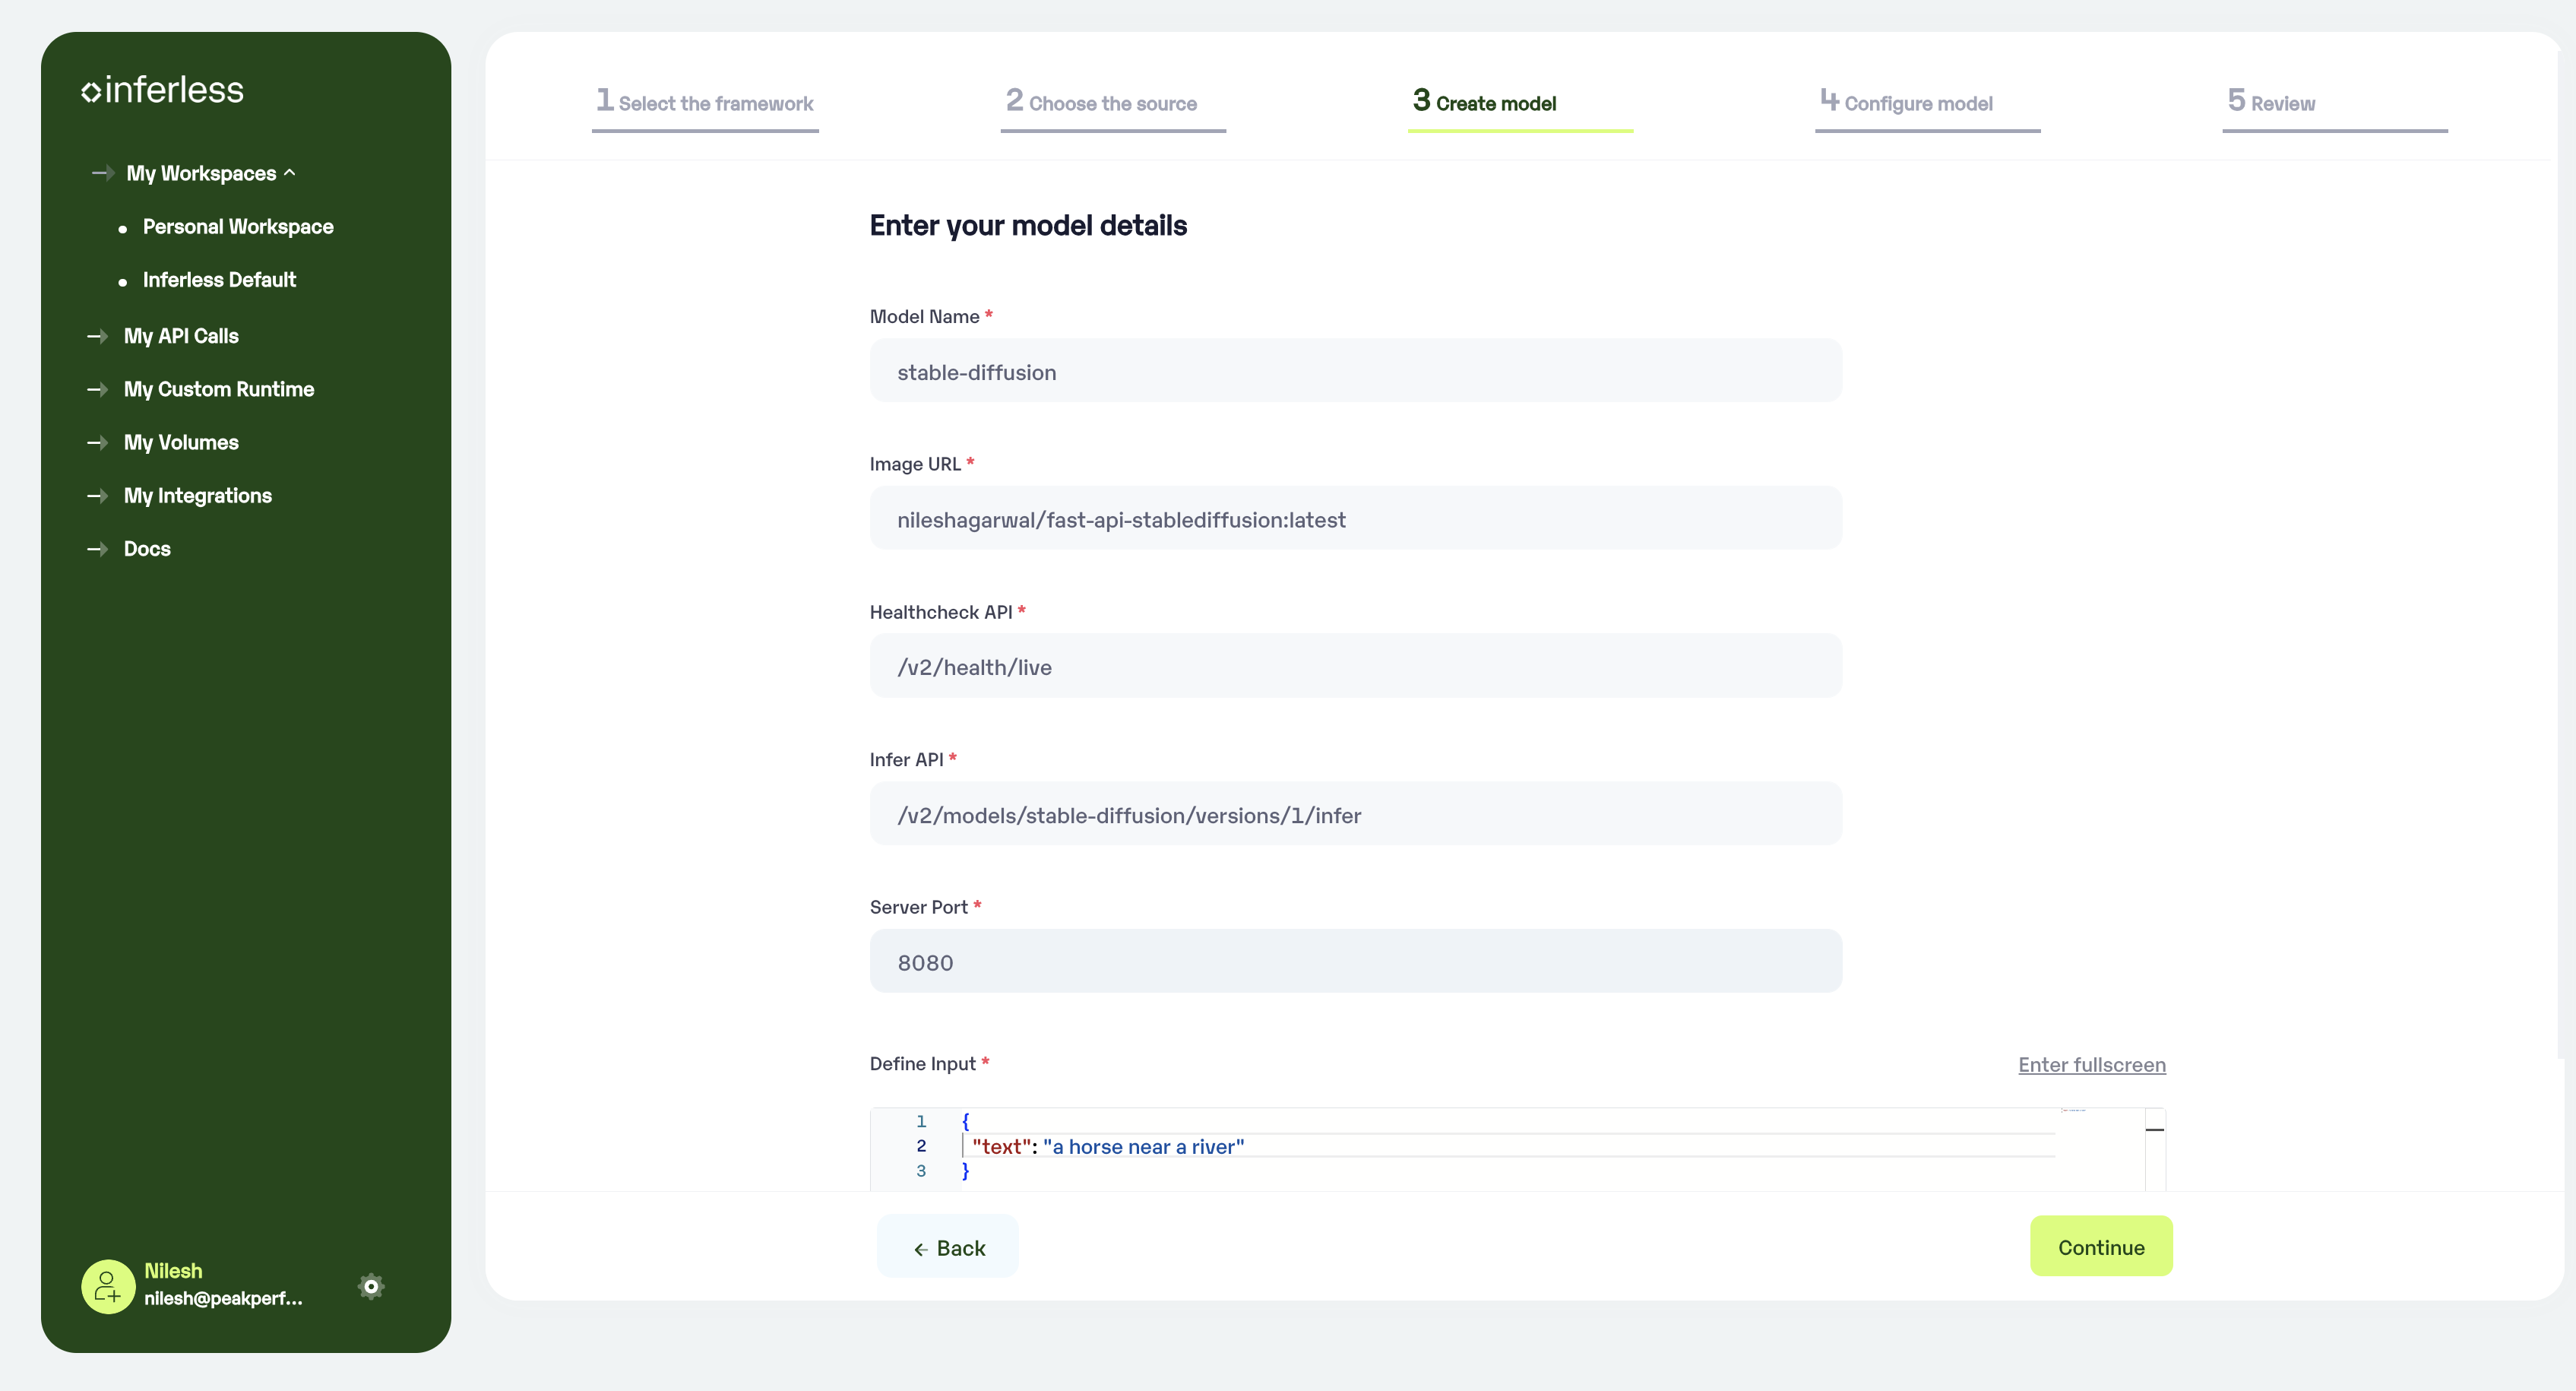 inferless
My Workspaces
Personal Workspace
Inferless Default
My API Calls
My Custom Runtime
My Volumes
My Integrations
Docs
Nilesh
nilesh@peakperf...
1 Select the framework
2 Choose the source
3 Create model
4 Configure model
5 Review
Enter your model details
Model Name *
stable-diffusion
Image URL *
nileshagarwal/fast-api-stablediffusion:latest
Healthcheck API *
/v2/health/live
Infer API *
/v2/models/stable-diffusion/versions/1/infer
Server Port *
8080
Define Input *
Enter fullscreen
1 {
2 "text": "a horse near a river"
3 }
← Back
Continue